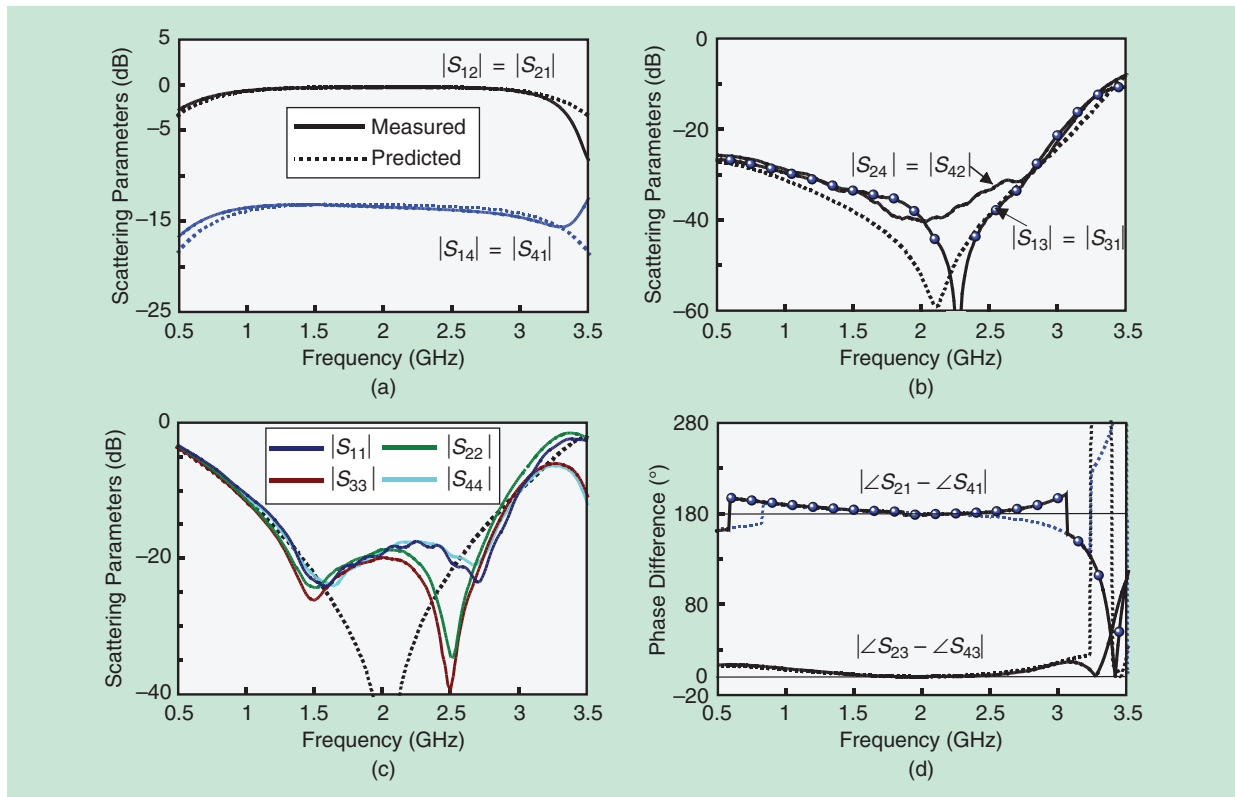 5
0
−5
−15
−25
Scattering Parameters (dB)
|S12| = |S21|
Measured
Predicted
|S14| = |S41|
0.5 1 1.5 2 2.5 3 3.5
Frequency (GHz)
(a)
0
−20
−40
−60
Scattering Parameters (dB)
|S24| = |S42|
|S13| = |S31|
0.5 1 1.5 2 2.5 3 3.5
Frequency (GHz)
(b)
0
−20
−40
Scattering Parameters (dB)
|S11| |S22|
|S33| |S44|
0.5 1 1.5 2 2.5 3 3.5
Frequency (GHz)
(c)
280
180
80
0
−20
Phase Difference (°)
|∠S21 − ∠S41|
|∠S23 − ∠S43|
0.5 1 1.5 2 2.5 3 3.5
Frequency (GHz)
(d)